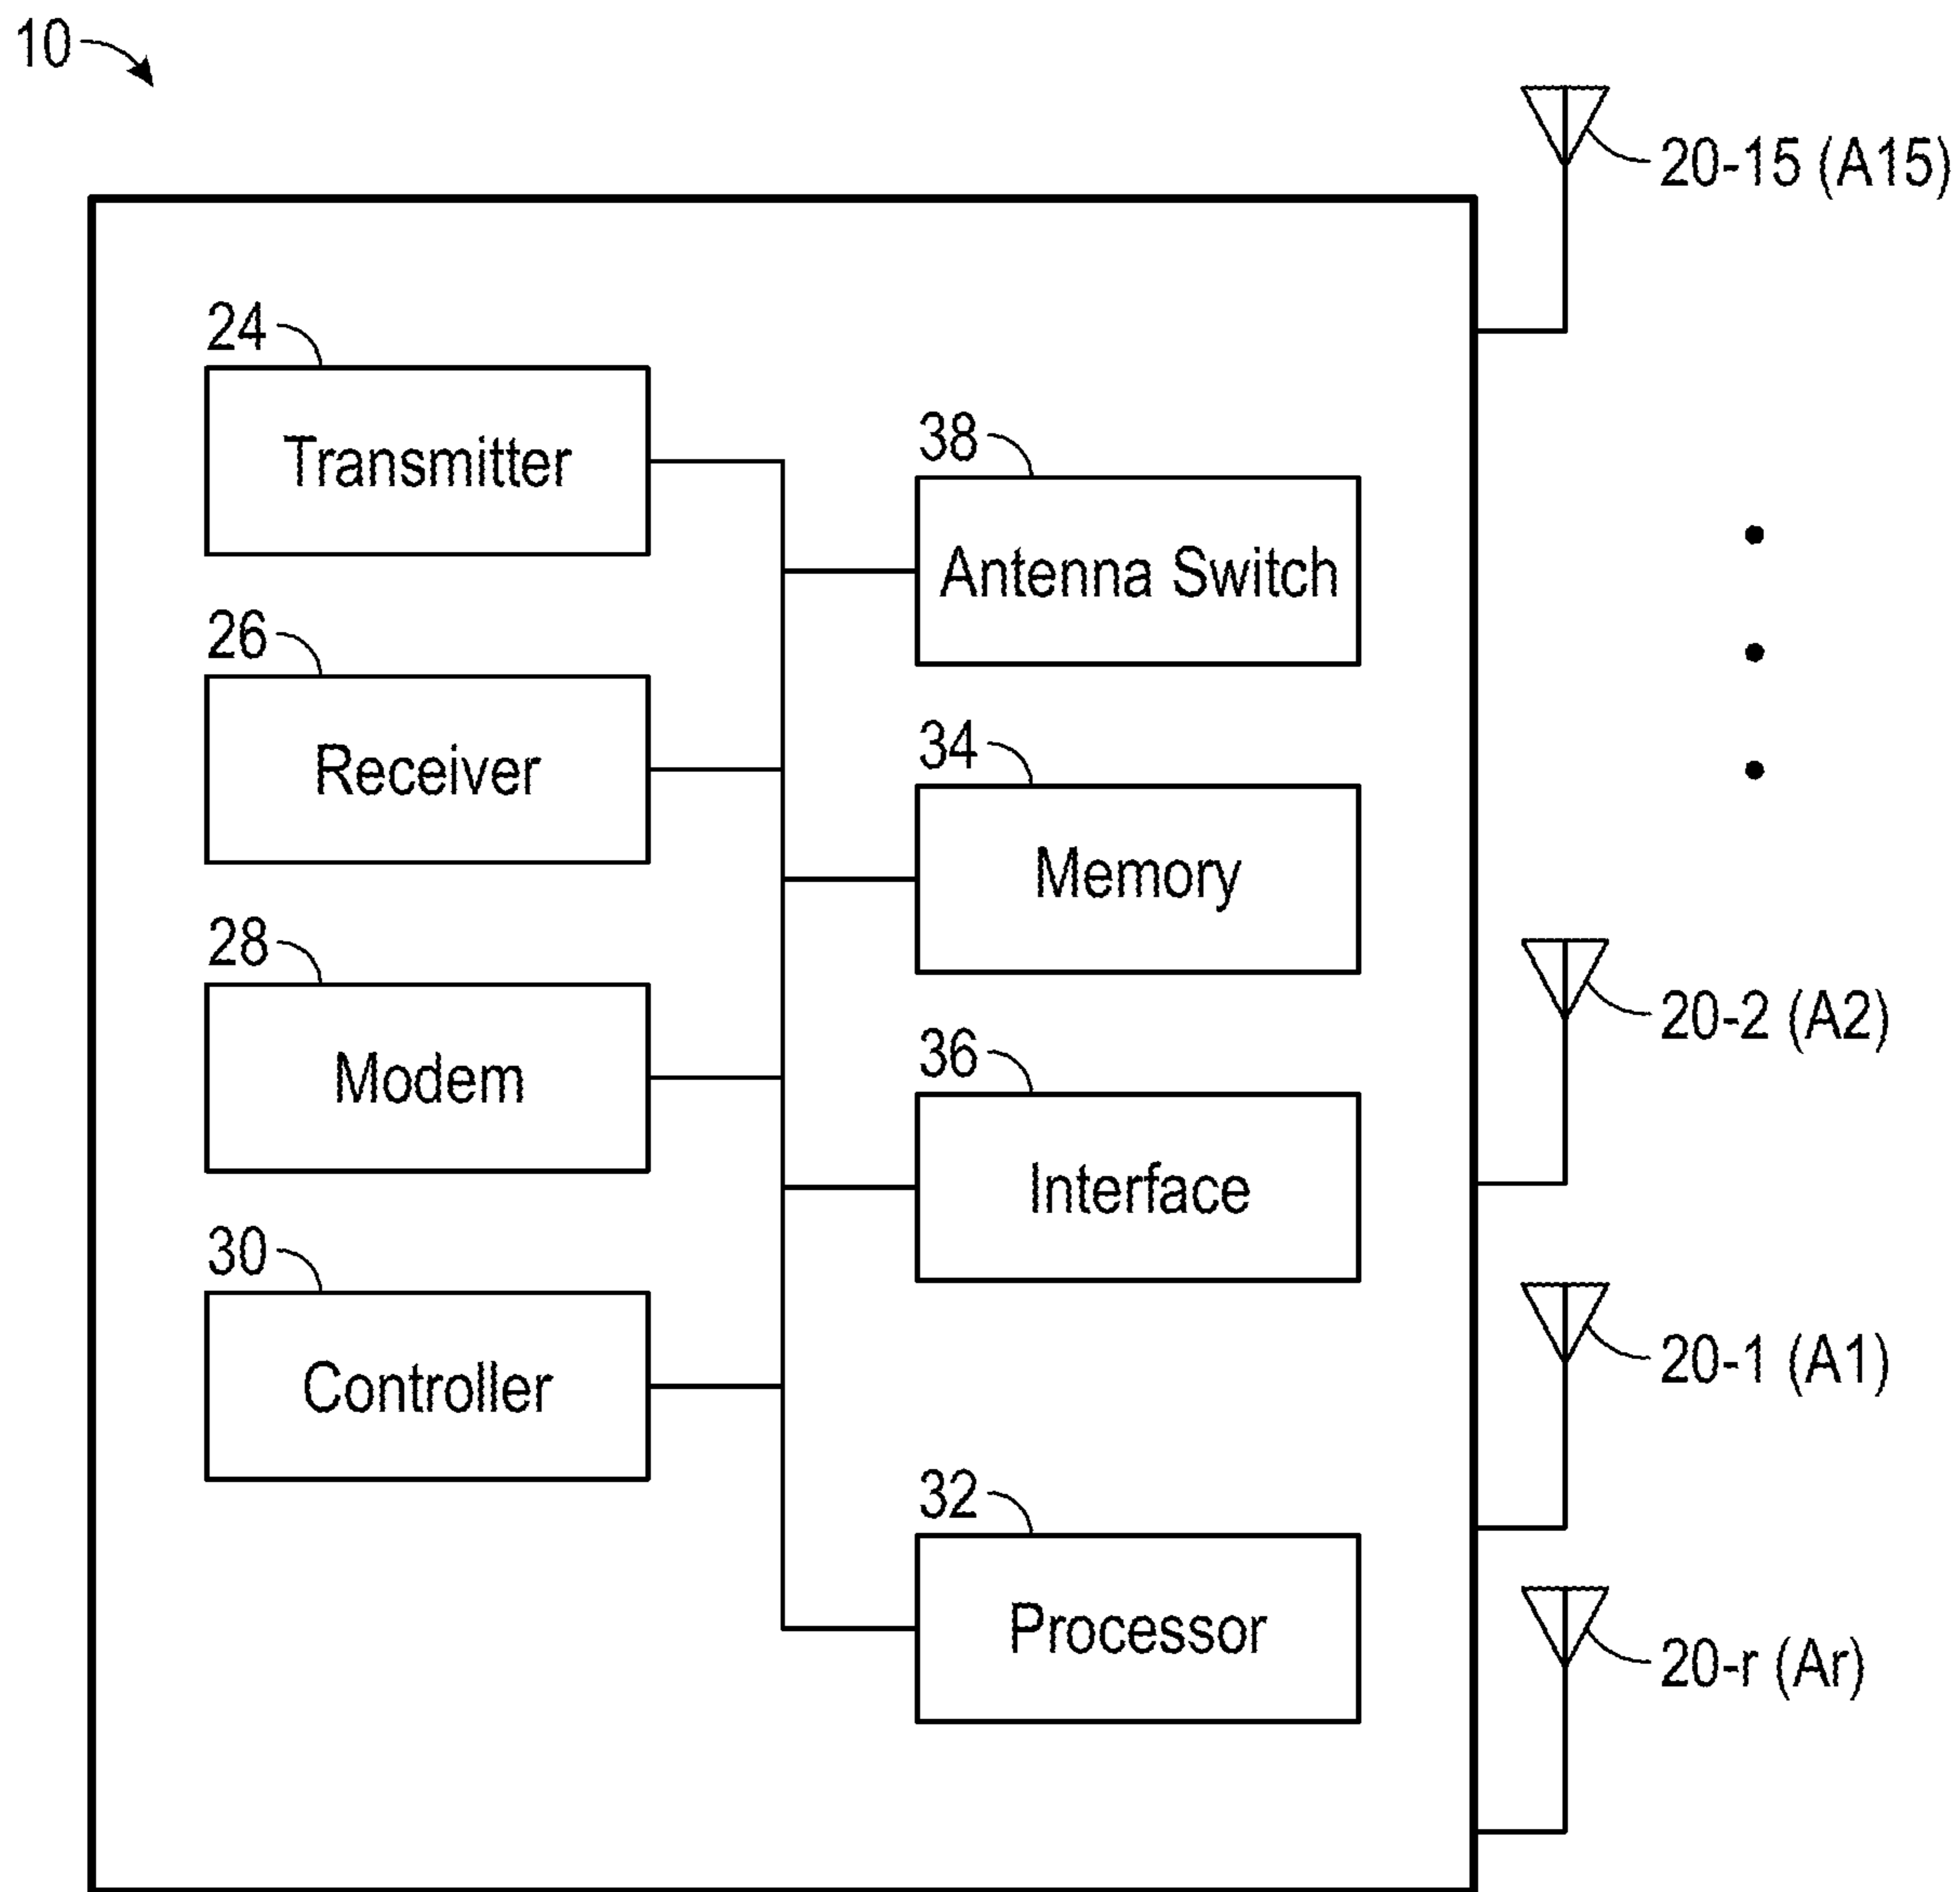 10
20-15 (A15)
24
Transmitter
38
Antenna Switch
26
Receiver
34
Memory
28
Modem
20-2 (A2)
36
Interface
30
Controller
20-1 (A1)
32
Processor
20-r (Ar)